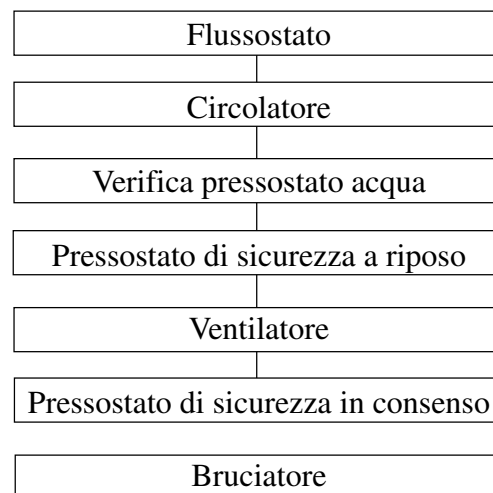 Flussostato
Circolatore
Verifica pressostato acqua
Pressostato di sicurezza a riposo
Ventilatore
Pressostato di sicurezza in consenso
Bruciatore